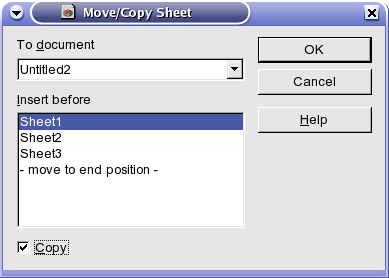 Move/Copy Sheet
To document
Untitled2
Insert before
Sheet1
Sheet2
Sheet3
- move to end position -
Copy
OK
Cancel
Help